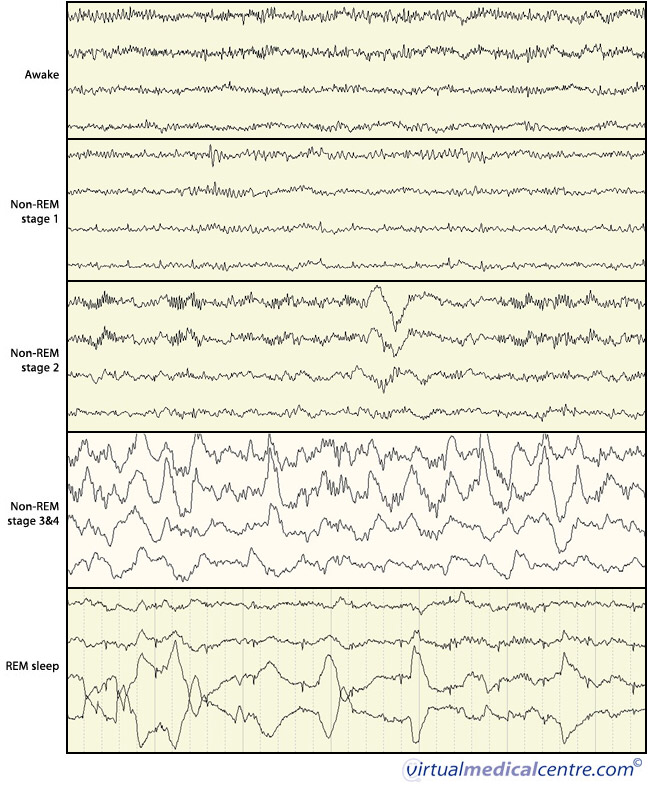 Awake
Non-REM
stage 1
Non-REM
stage 2
Non-REM
stage 3&4
REM sleep
@virtualmedicalcentre.com©